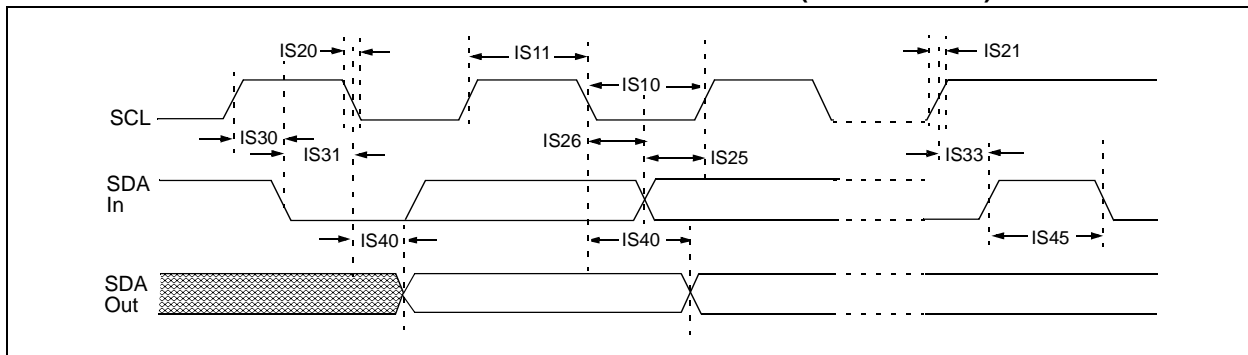 IS20
IS11
IS21
IS10
SCL
IS30
IS26
IS31
IS25
IS33
SDA
In
IS40
IS40
IS45
SDA
Out